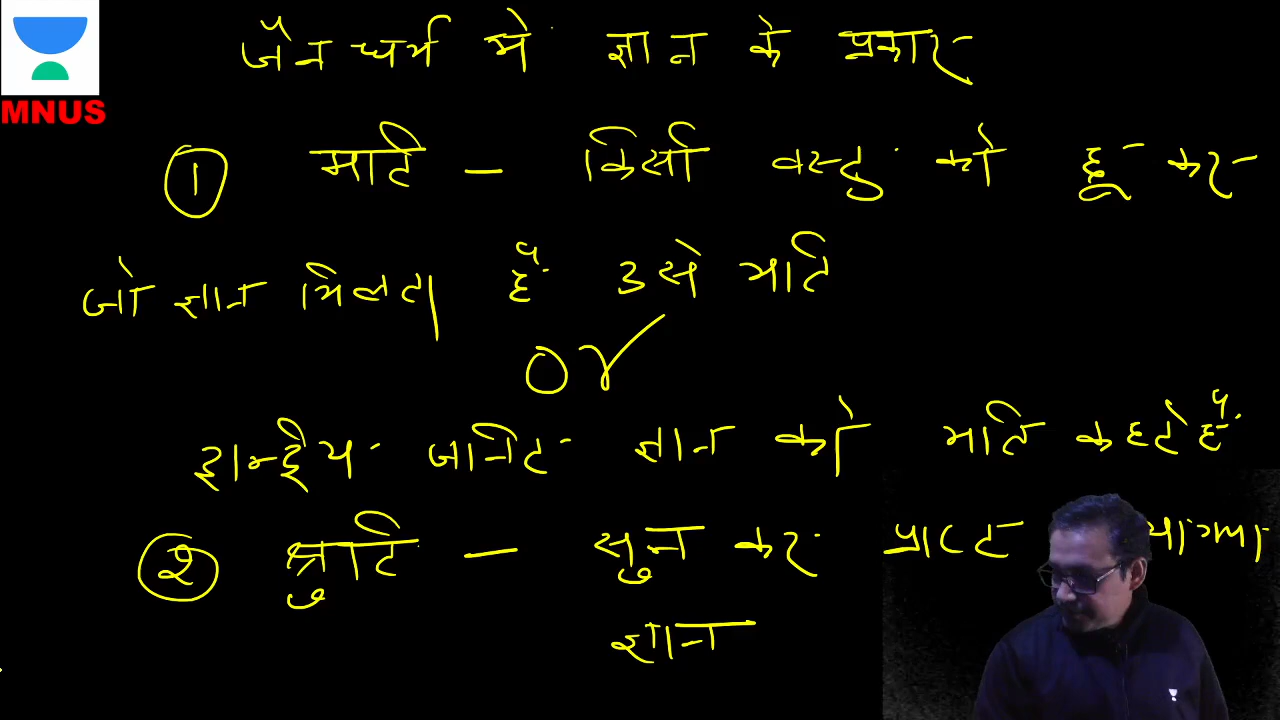 MNUS
जैन धर्म में ज्ञान के प्रकार
① मति – किसी वस्तु को छू कर
जो ज्ञान मिलता है उसे मति
or
इन्द्रिय जनित ज्ञान को मति कहते हैं
② श्रुति – सुन कर प्राप्त
ज्ञान